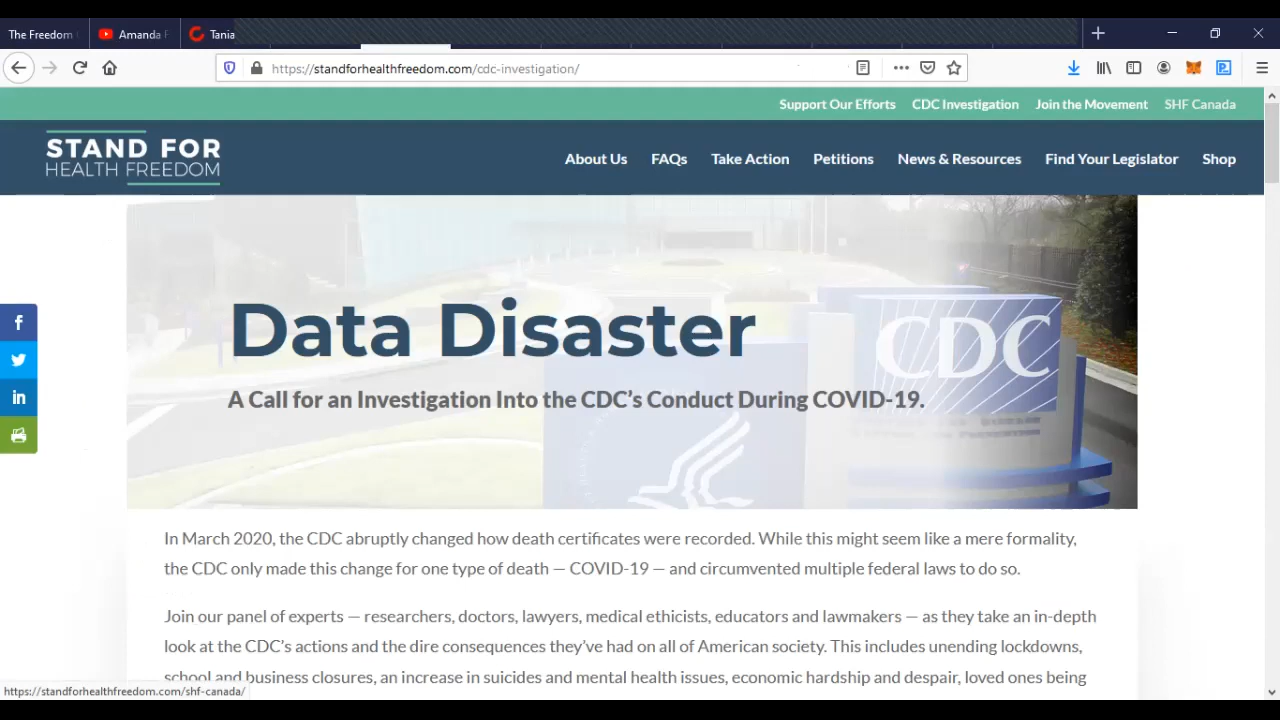 The Freedom
Amanda F
Tania
https://standforhealthfreedom.com/cdc-investigation/
Support Our Efforts CDC Investigation Join the Movement SHF Canada
STAND FOR
HEALTH FREEDOM
About Us FAQs Take Action Petitions News & Resources Find Your Legislator Shop
CDC
Data Disaster
A Call for an Investigation Into the CDC’s Conduct During COVID-19.
In March 2020, the CDC abruptly changed how death certificates were recorded. While this might seem like a mere formality,
the CDC only made this change for one type of death — COVID-19 — and circumvented multiple federal laws to do so.
Join our panel of experts — researchers, doctors, lawyers, medical ethicists, educators and lawmakers — as they take an in-depth
look at the CDC’s actions and the dire consequences they’ve had on all of American society. This includes unending lockdowns,
school and business closures, an increase in suicides and mental health issues, economic hardship and despair, loved ones being
https://standforhealthfreedom.com/shf-canada/